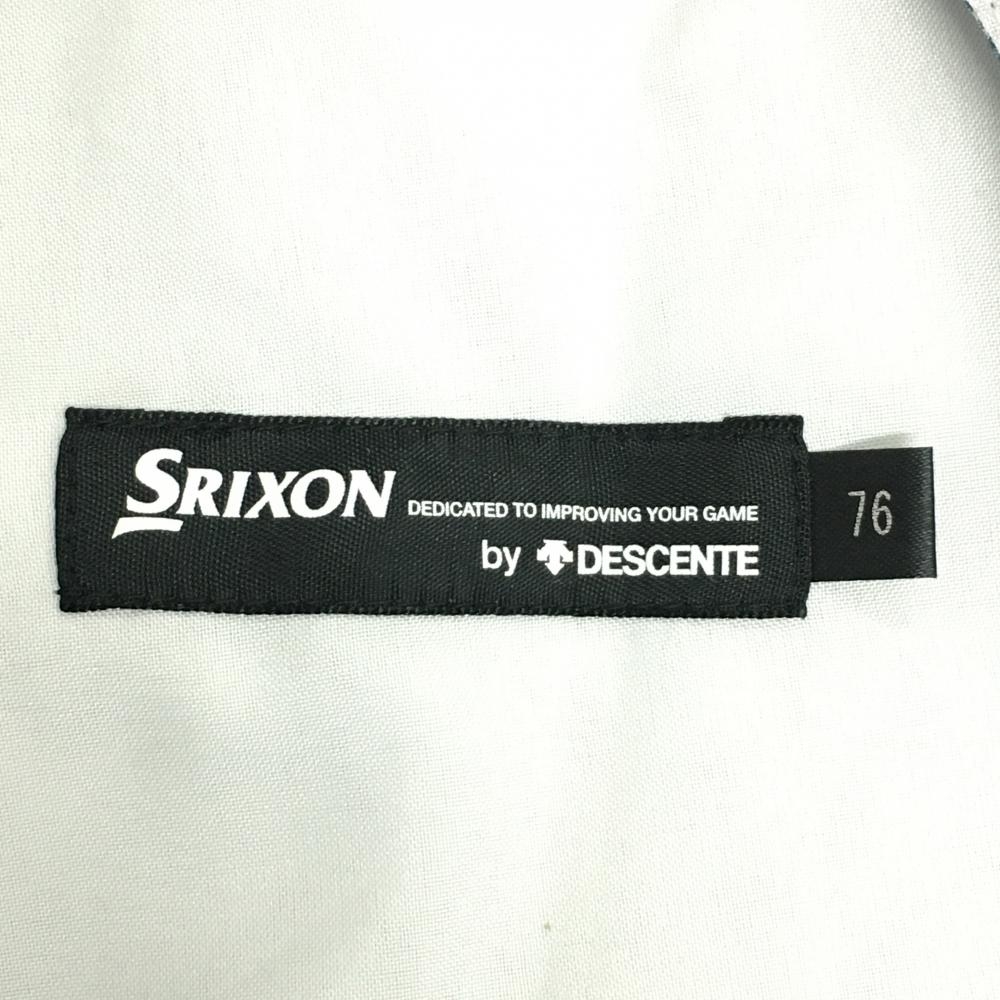 SRIXON DEDICATED TO IMPROVING YOUR GAME
by DESCENTE
76